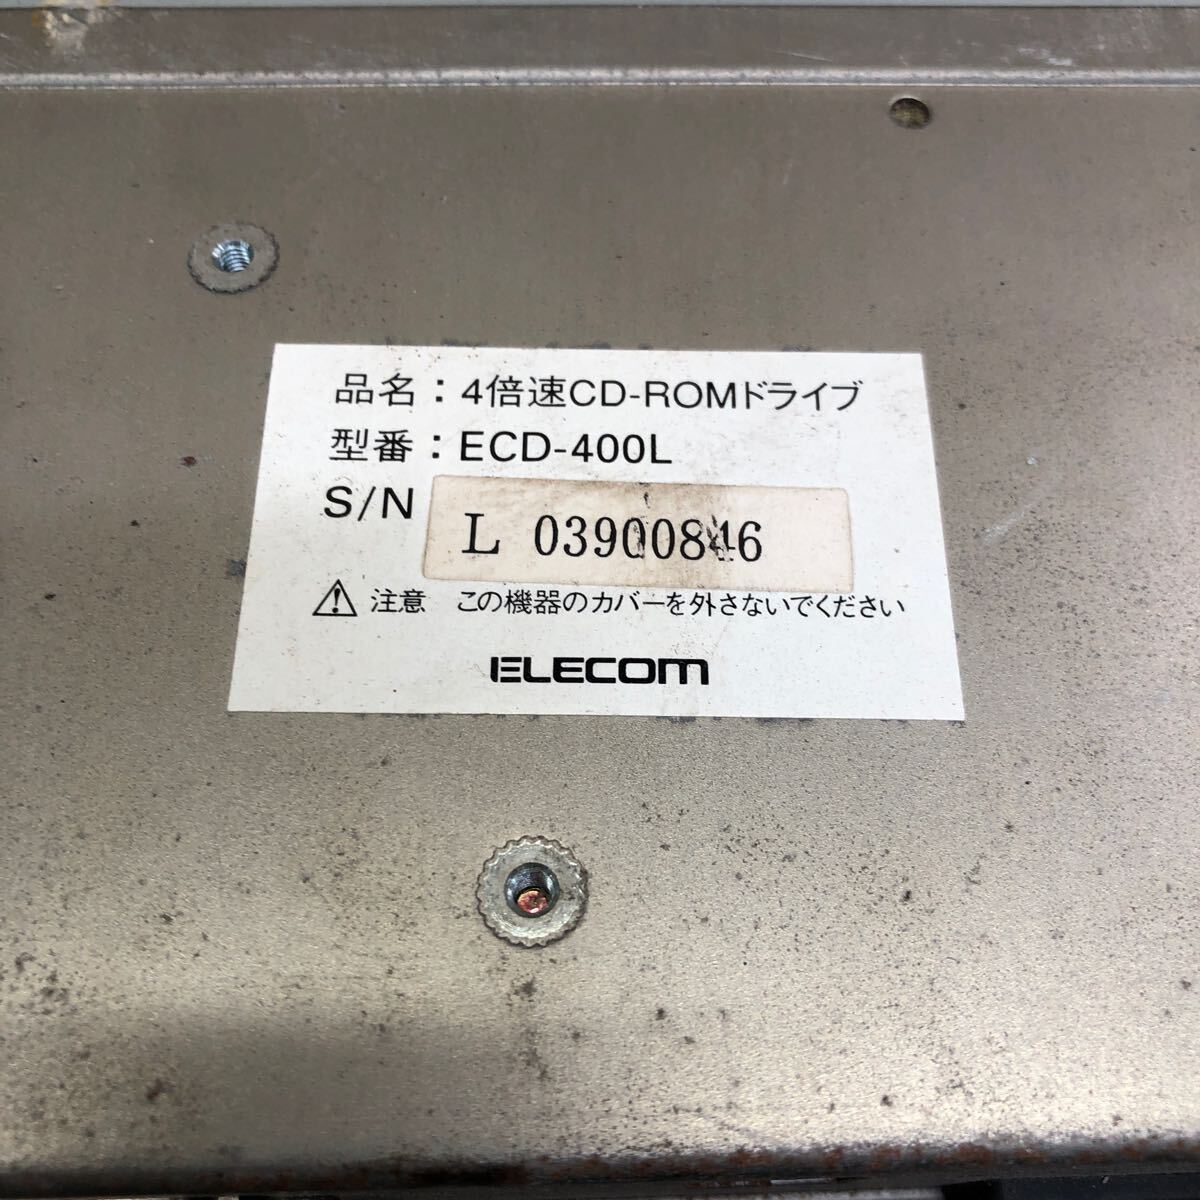 品名：4倍速CD-ROMドライブ
型番：ECD-400L
S/N L 03900846
注意 この機器のカバーを外さないでください
ELECOM